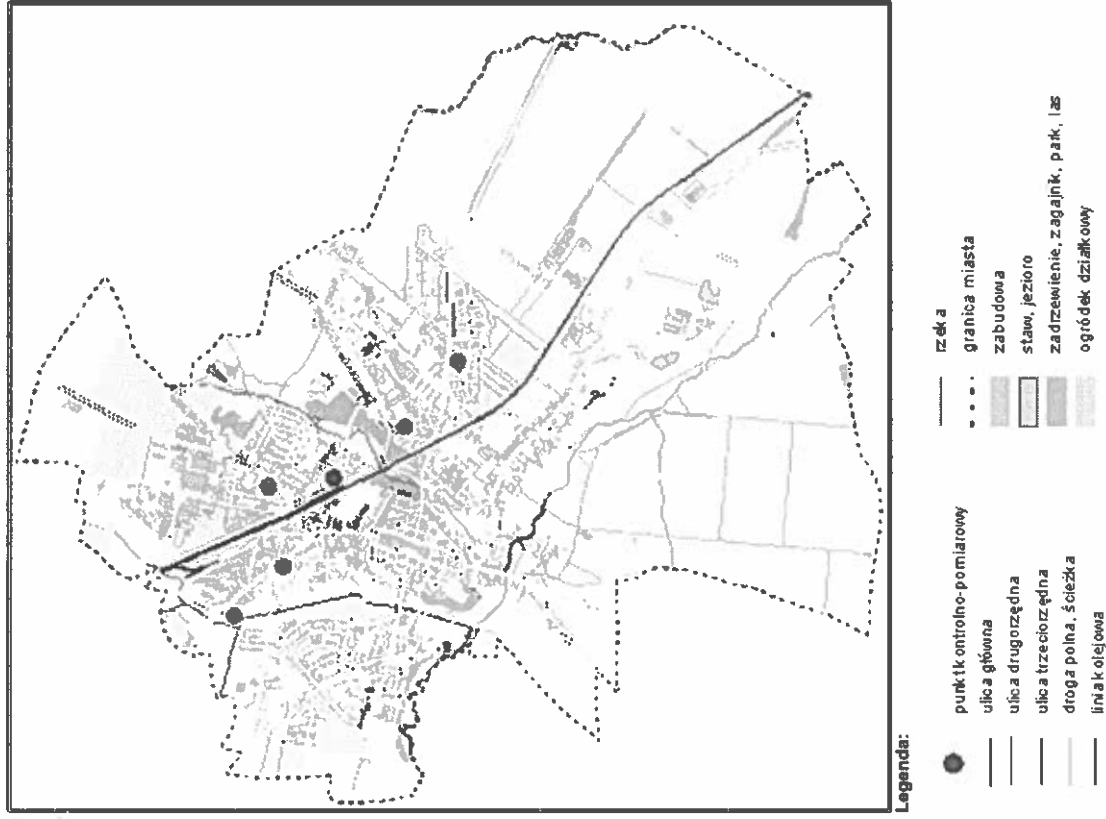 Legenda:
punkt kontrolno-pomiarowy
ulica główna
ulica drugorzędna
ulica trzeciorzędna
droga polna, ścieżka
linia kolejowa
rzeka
granica miasta
zabudowa
staw, jezioro
zadrzewienie, zagajnik, park, las
ogródek działkowy